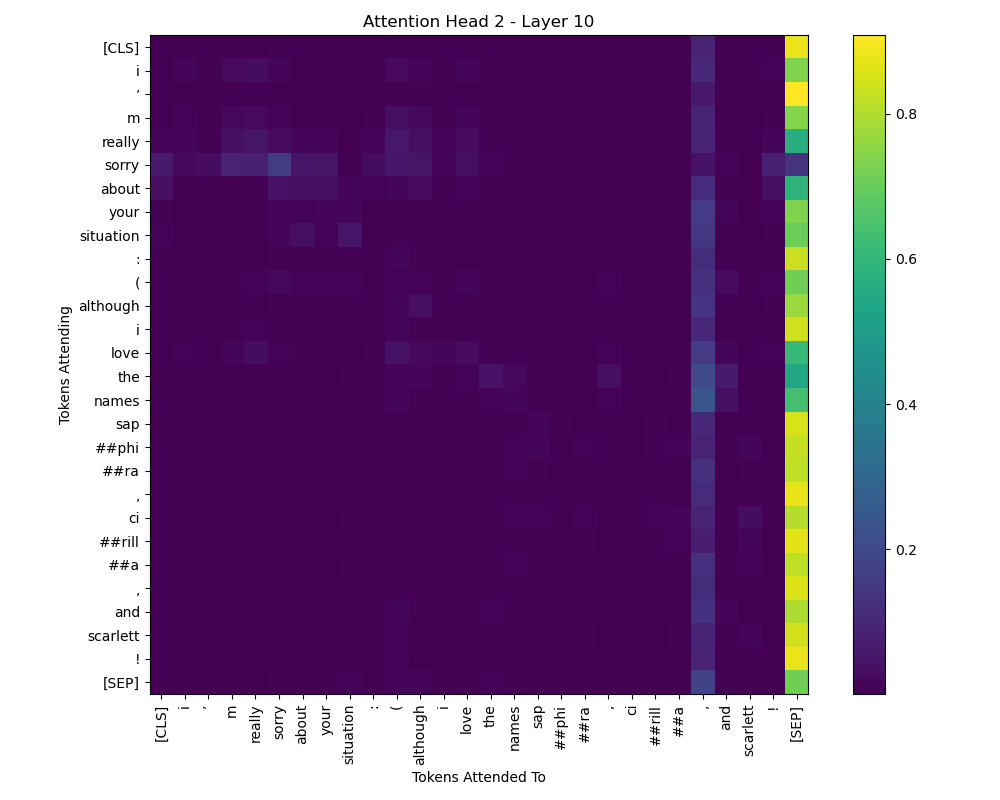 Attention Head 2 - Layer 10
[CLS]
i
’
m
really
sorry
about
your
situation
:
(
although
i
love
the
names
sap
##phi
##ra
,
ci
##rill
##a
,
and
scarlett
!
[SEP]
Tokens Attending
[CLS]
i
’
m
really
sorry
about
your
situation
:
(
although
i
love
the
names
sap
##phi
##ra
,
ci
##rill
##a
,
and
scarlett
!
[SEP]
Tokens Attended To
0.8
0.6
0.4
0.2